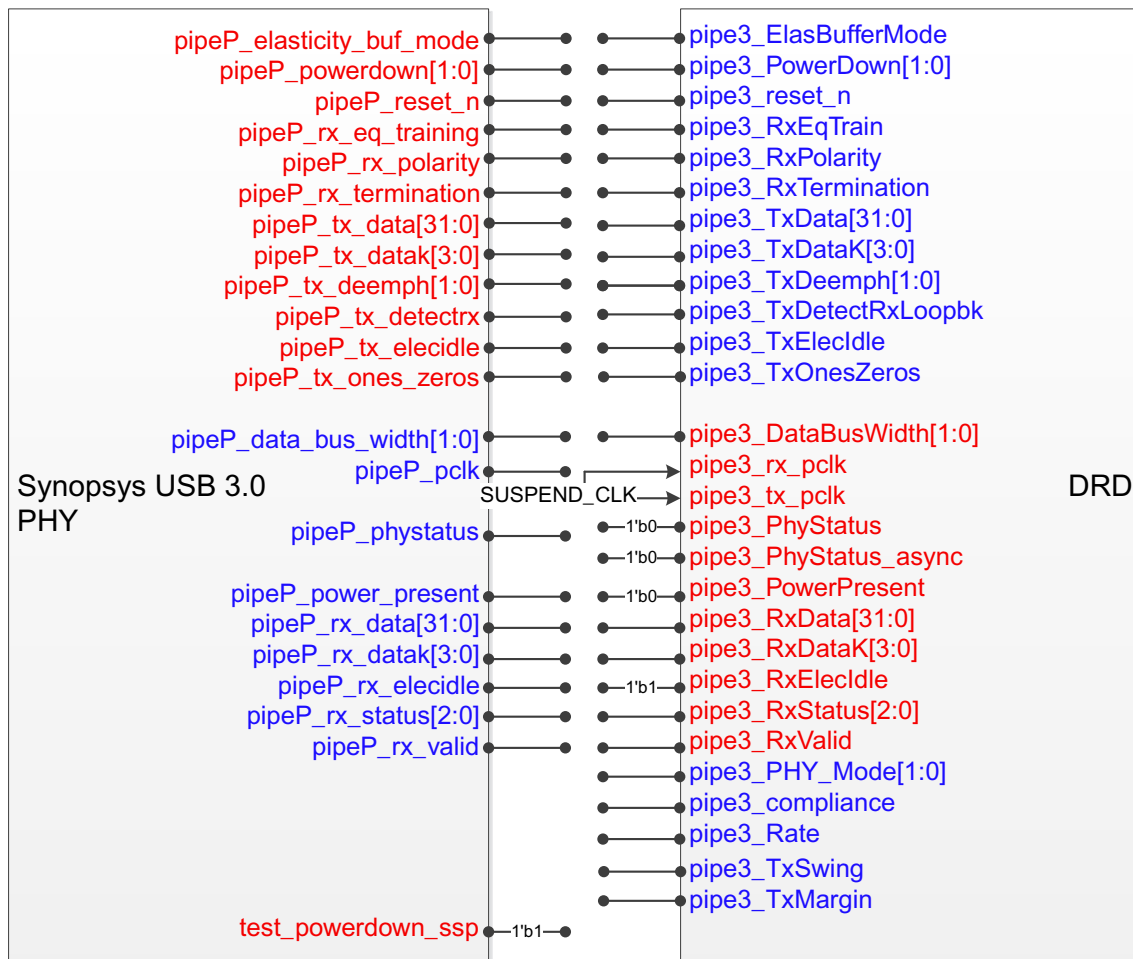 pipeP_elasticity_buf_mode
pipe3_ElasBufferMode
pipeP_powerdown[1:0]
pipe3_PowerDown[1:0]
pipeP_reset_n
pipe3_reset_n
pipeP_rx_eq_training
pipe3_RxEqTrain
pipeP_rx_polarity
pipe3_RxPolarity
pipeP_rx_termination
pipe3_RxTermination
pipeP_tx_data[31:0]
pipe3_TxData[31:0]
pipeP_tx_datak[3:0]
pipe3_TxDataK[3:0]
pipeP_tx_deemph[1:0]
pipe3_TxDeemph[1:0]
pipeP_tx_detectrx
pipe3_TxDetectRxLoopbk
pipeP_tx_elecidle
pipe3_TxElecIdle
pipeP_tx_ones_zeros
pipe3_TxOnesZeros
pipeP_data_bus_width[1:0]
pipe3_DataBusWidth[1:0]
pipeP_pclk
pipe3_rx_pclk
Synopsys USB 3.0
PHY
SUSPEND_CLK
pipe3_tx_pclk
DRD
pipeP_phystatus
1'b0
pipe3_PhyStatus
1'b0
pipe3_PhyStatus_async
pipeP_power_present
1'b0
pipe3_PowerPresent
pipeP_rx_data[31:0]
pipe3_RxData[31:0]
pipeP_rx_datak[3:0]
pipe3_RxDataK[3:0]
pipeP_rx_elecidle
1'b1
pipe3_RxElecIdle
pipeP_rx_status[2:0]
pipe3_RxStatus[2:0]
pipeP_rx_valid
pipe3_RxValid
pipe3_PHY_Mode[1:0]
pipe3_compliance
pipe3_Rate
pipe3_TxSwing
pipe3_TxMargin
test_powerdown_ssp
1'b1